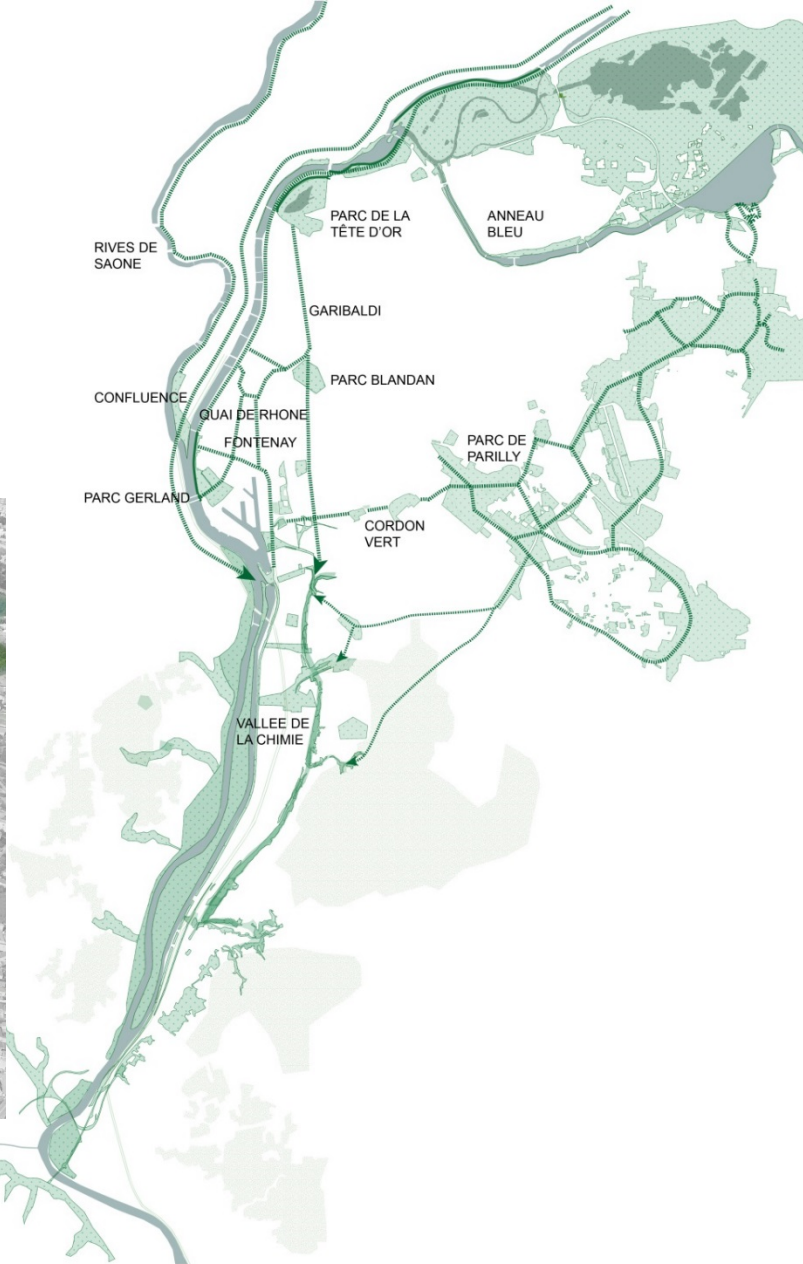 PARC DE LA
TÊTE D'OR
ANNEAU
BLEU
RIVES DE
SAONE
GARIBALDI
PARC BLANDAN
CONFLUENCE
QUAI DE RHONE
FONTENAY
PARC DE
PARILLY
PARC GERLAND
CORDON
VERT
VALLEE DE
LA CHIMIE